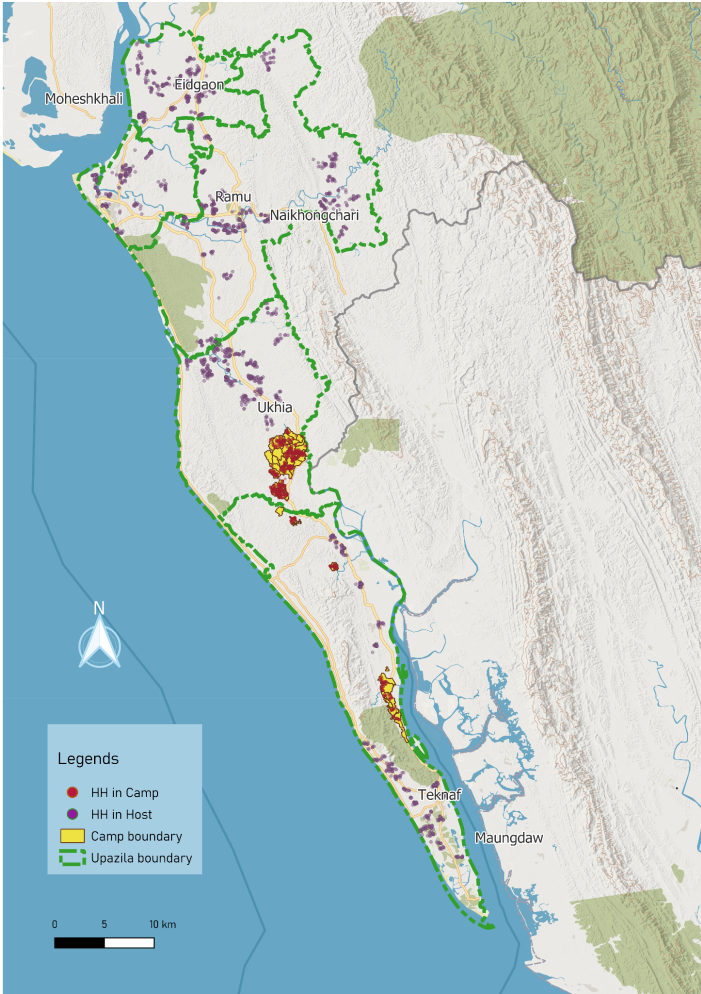 Eidgaon
Moheshkhali
Ramu
Naikhongchari
Ukhia
N
Teknaf
Maungdaw
Legends
HH in Camp
HH in Host
Camp boundary
Upazila boundary
0 5 10 km